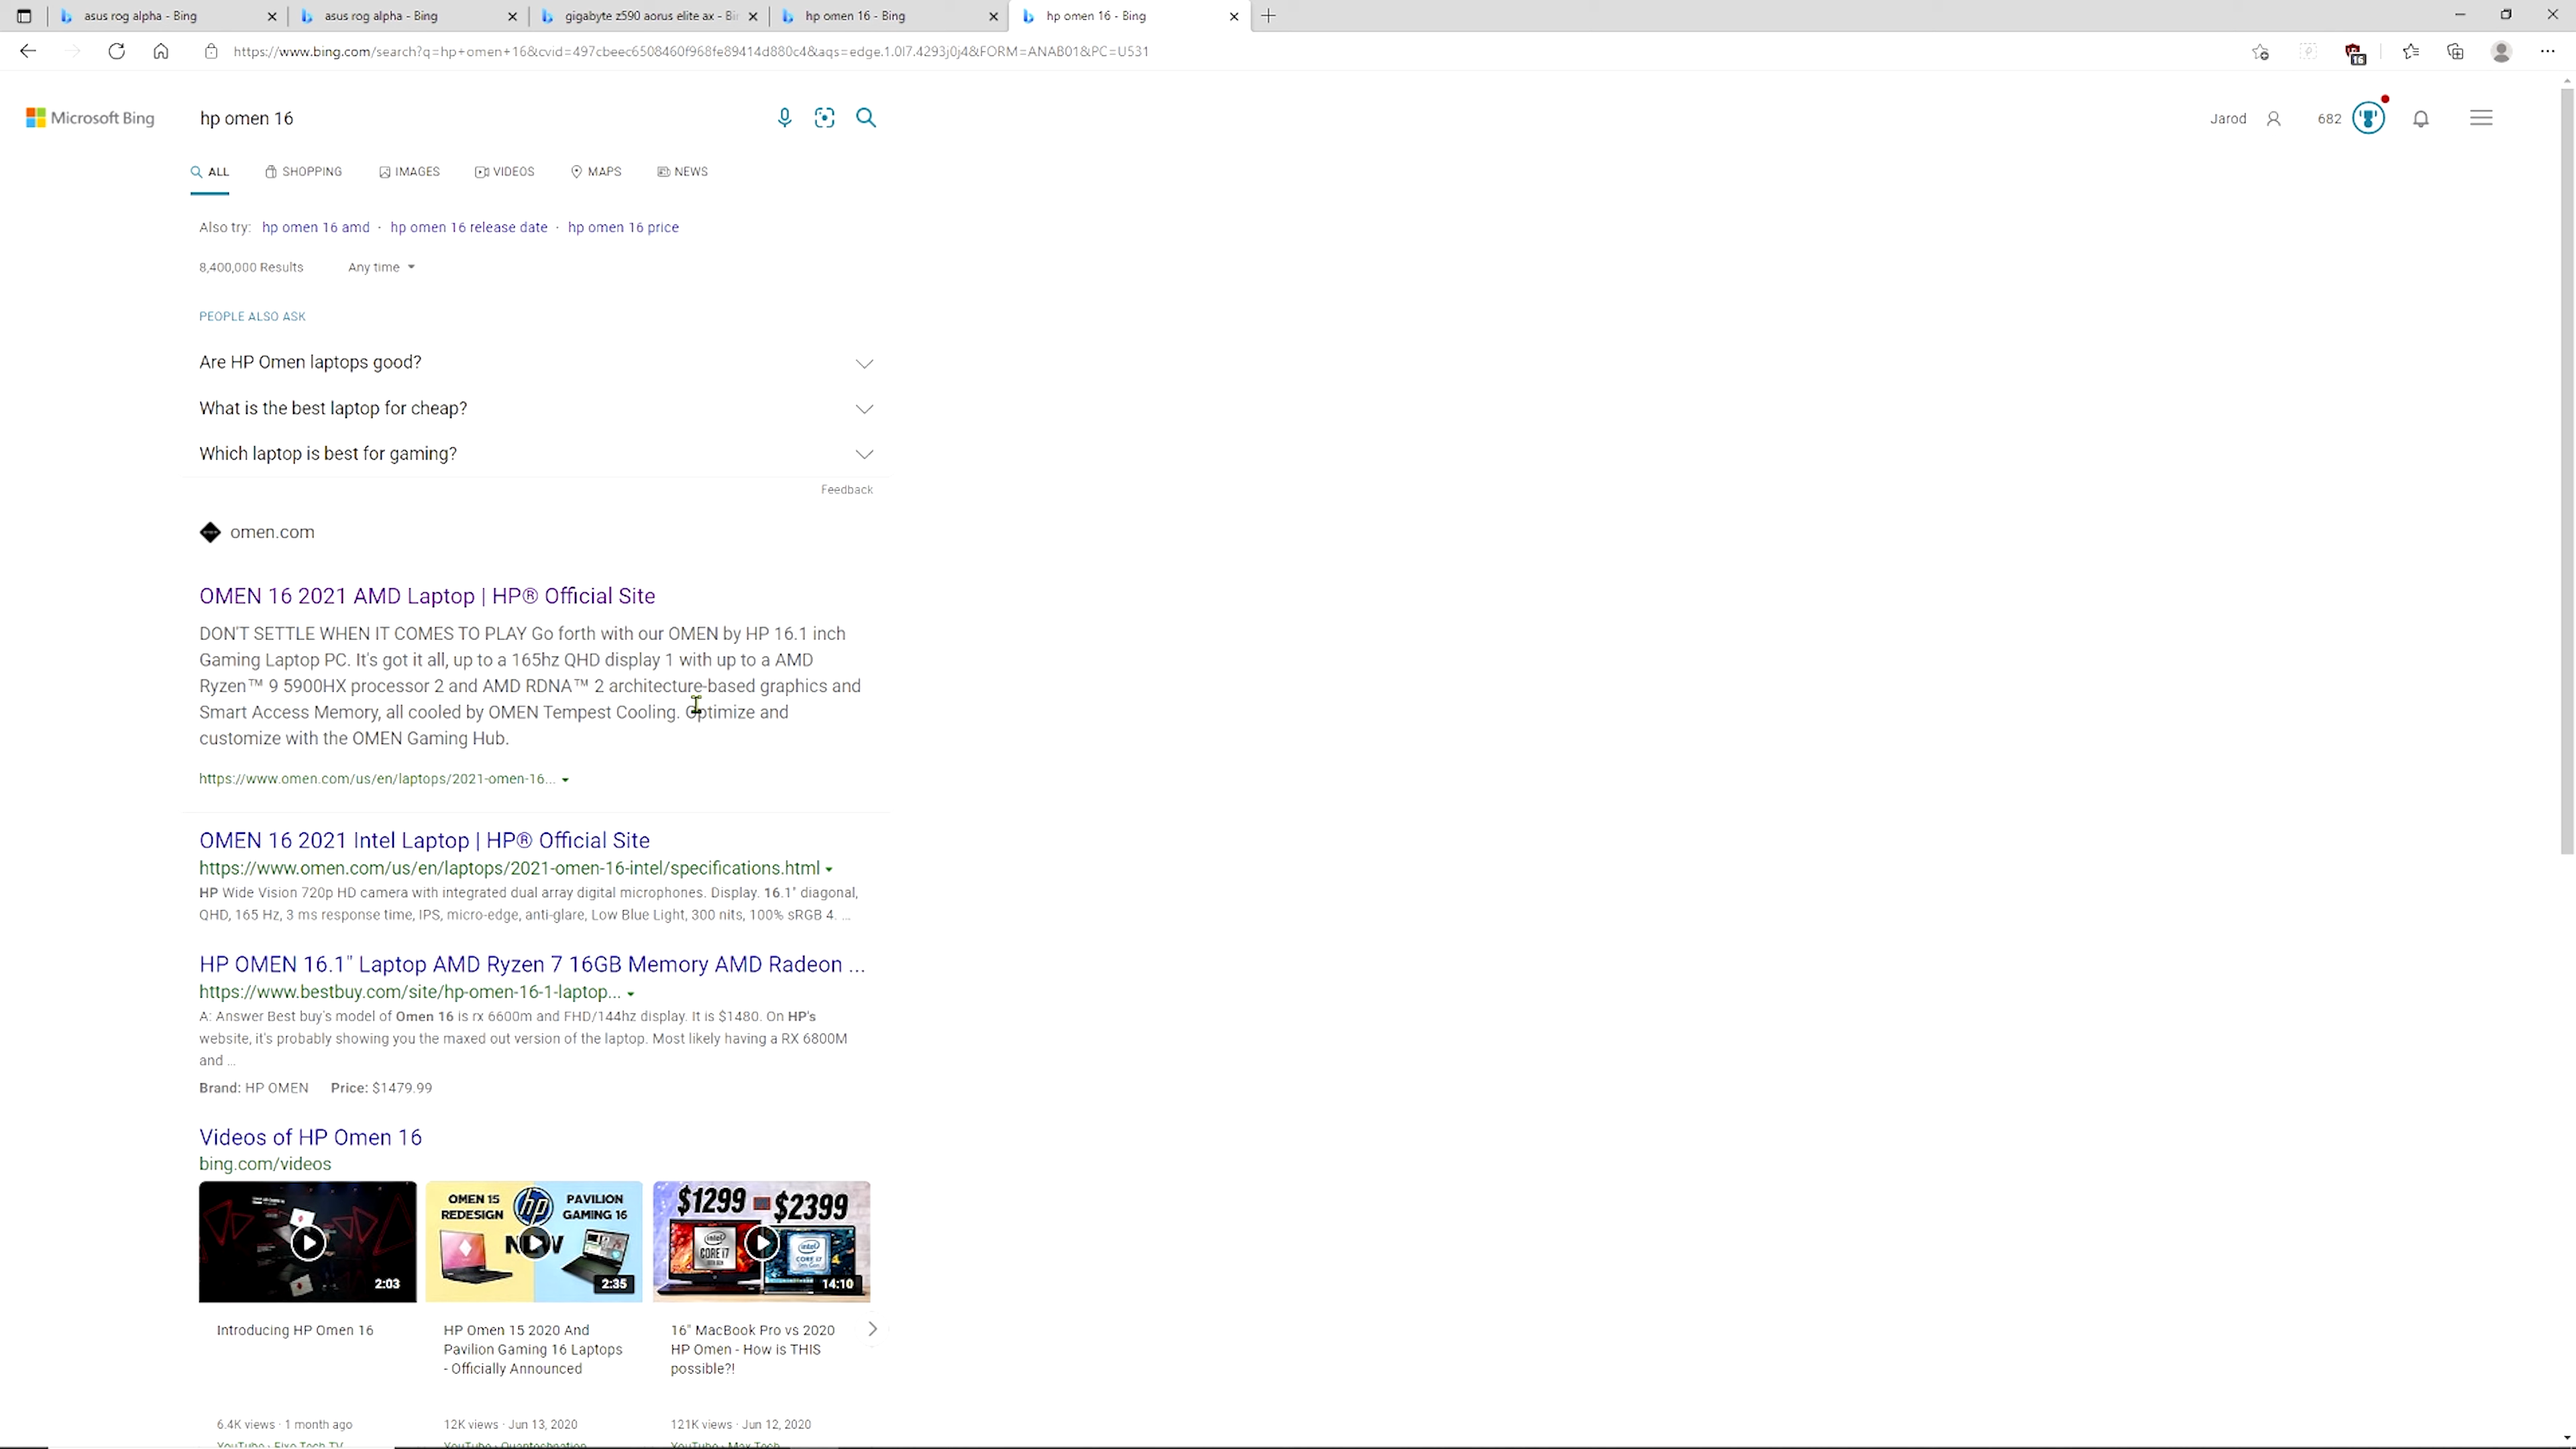 asus rog alpha - Bing
asus rog alpha - Bing
gigabyte z590 aorus elite ax - Bi
hp omen 16 - Bing
hp omen 16 - Bing
https://www.bing.com/search?q=hp+omen+16&cvid=497cbeec6508460f968fe89414d880c4&aqs=edge.1.0l7.4293j0j4&FORM=ANAB01&PC=U531
16
Microsoft Bing
hp omen 16
Jarod
682
ALL
SHOPPING
IMAGES
VIDEOS
MAPS
NEWS
Also try: hp omen 16 amd · hp omen 16 release date · hp omen 16 price
8,400,000 Results
Any time
PEOPLE ALSO ASK
Are HP Omen laptops good?
What is the best laptop for cheap?
Which laptop is best for gaming?
Feedback
omen.com
OMEN 16 2021 AMD Laptop | HP® Official Site
DON'T SETTLE WHEN IT COMES TO PLAY Go forth with our OMEN by HP 16.1 inch
Gaming Laptop PC. It's got it all, up to a 165hz QHD display 1 with up to a AMD
Ryzen™ 9 5900HX processor 2 and AMD RDNA™ 2 architecture-based graphics and
Smart Access Memory, all cooled by OMEN Tempest Cooling. Optimize and
customize with the OMEN Gaming Hub.
https://www.omen.com/us/en/laptops/2021-omen-16...
OMEN 16 2021 Intel Laptop | HP® Official Site
https://www.omen.com/us/en/laptops/2021-omen-16-intel/specifications.html
HP Wide Vision 720p HD camera with integrated dual array digital microphones. Display. 16.1" diagonal,
QHD, 165 Hz, 3 ms response time, IPS, micro-edge, anti-glare, Low Blue Light, 300 nits, 100% sRGB 4. ...
HP OMEN 16.1" Laptop AMD Ryzen 7 16GB Memory AMD Radeon ...
https://www.bestbuy.com/site/hp-omen-16-1-laptop...
A: Answer Best buy's model of Omen 16 is rx 6600m and FHD/144hz display. It is $1480. On HP's
website, it's probably showing you the maxed out version of the laptop. Most likely having a RX 6800M
and ...
Brand: HP OMEN Price: $1479.99
Videos of HP Omen 16
bing.com/videos
2:03
OMEN 15
REDESIGN
hp
PAVILION
GAMING 16
2:35
$1299
$2399
intel
CORE i7
intel
CORE i7
14:10
Introducing HP Omen 16
HP Omen 15 2020 And
Pavilion Gaming 16 Laptops
- Officially Announced
16" MacBook Pro vs 2020
HP Omen - How is THIS
possible?!
6.4K views · 1 month ago
12K views · Jun 13, 2020
121K views · Jun 12, 2020
YouTube · Fixo Tech TV
YouTube · Quantechnation
YouTube · Max Tech